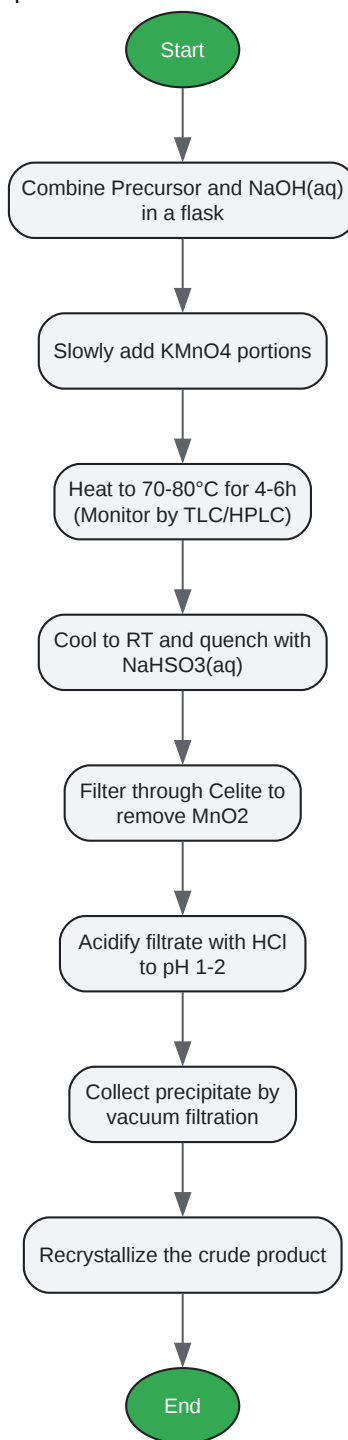 Start
Combine Precursor and NaOH(aq)
in a flask
Slowly add KMnO4 portions
Heat to 70-80°C for 4-6h
(Monitor by TLC/HPLC)
Cool to RT and quench with
NaHSO3(aq)
Filter through Celite to
remove MnO2
Acidify filtrate with HCl
to pH 1-2
Collect precipitate by
vacuum filtration
Recrystallize the crude product
End